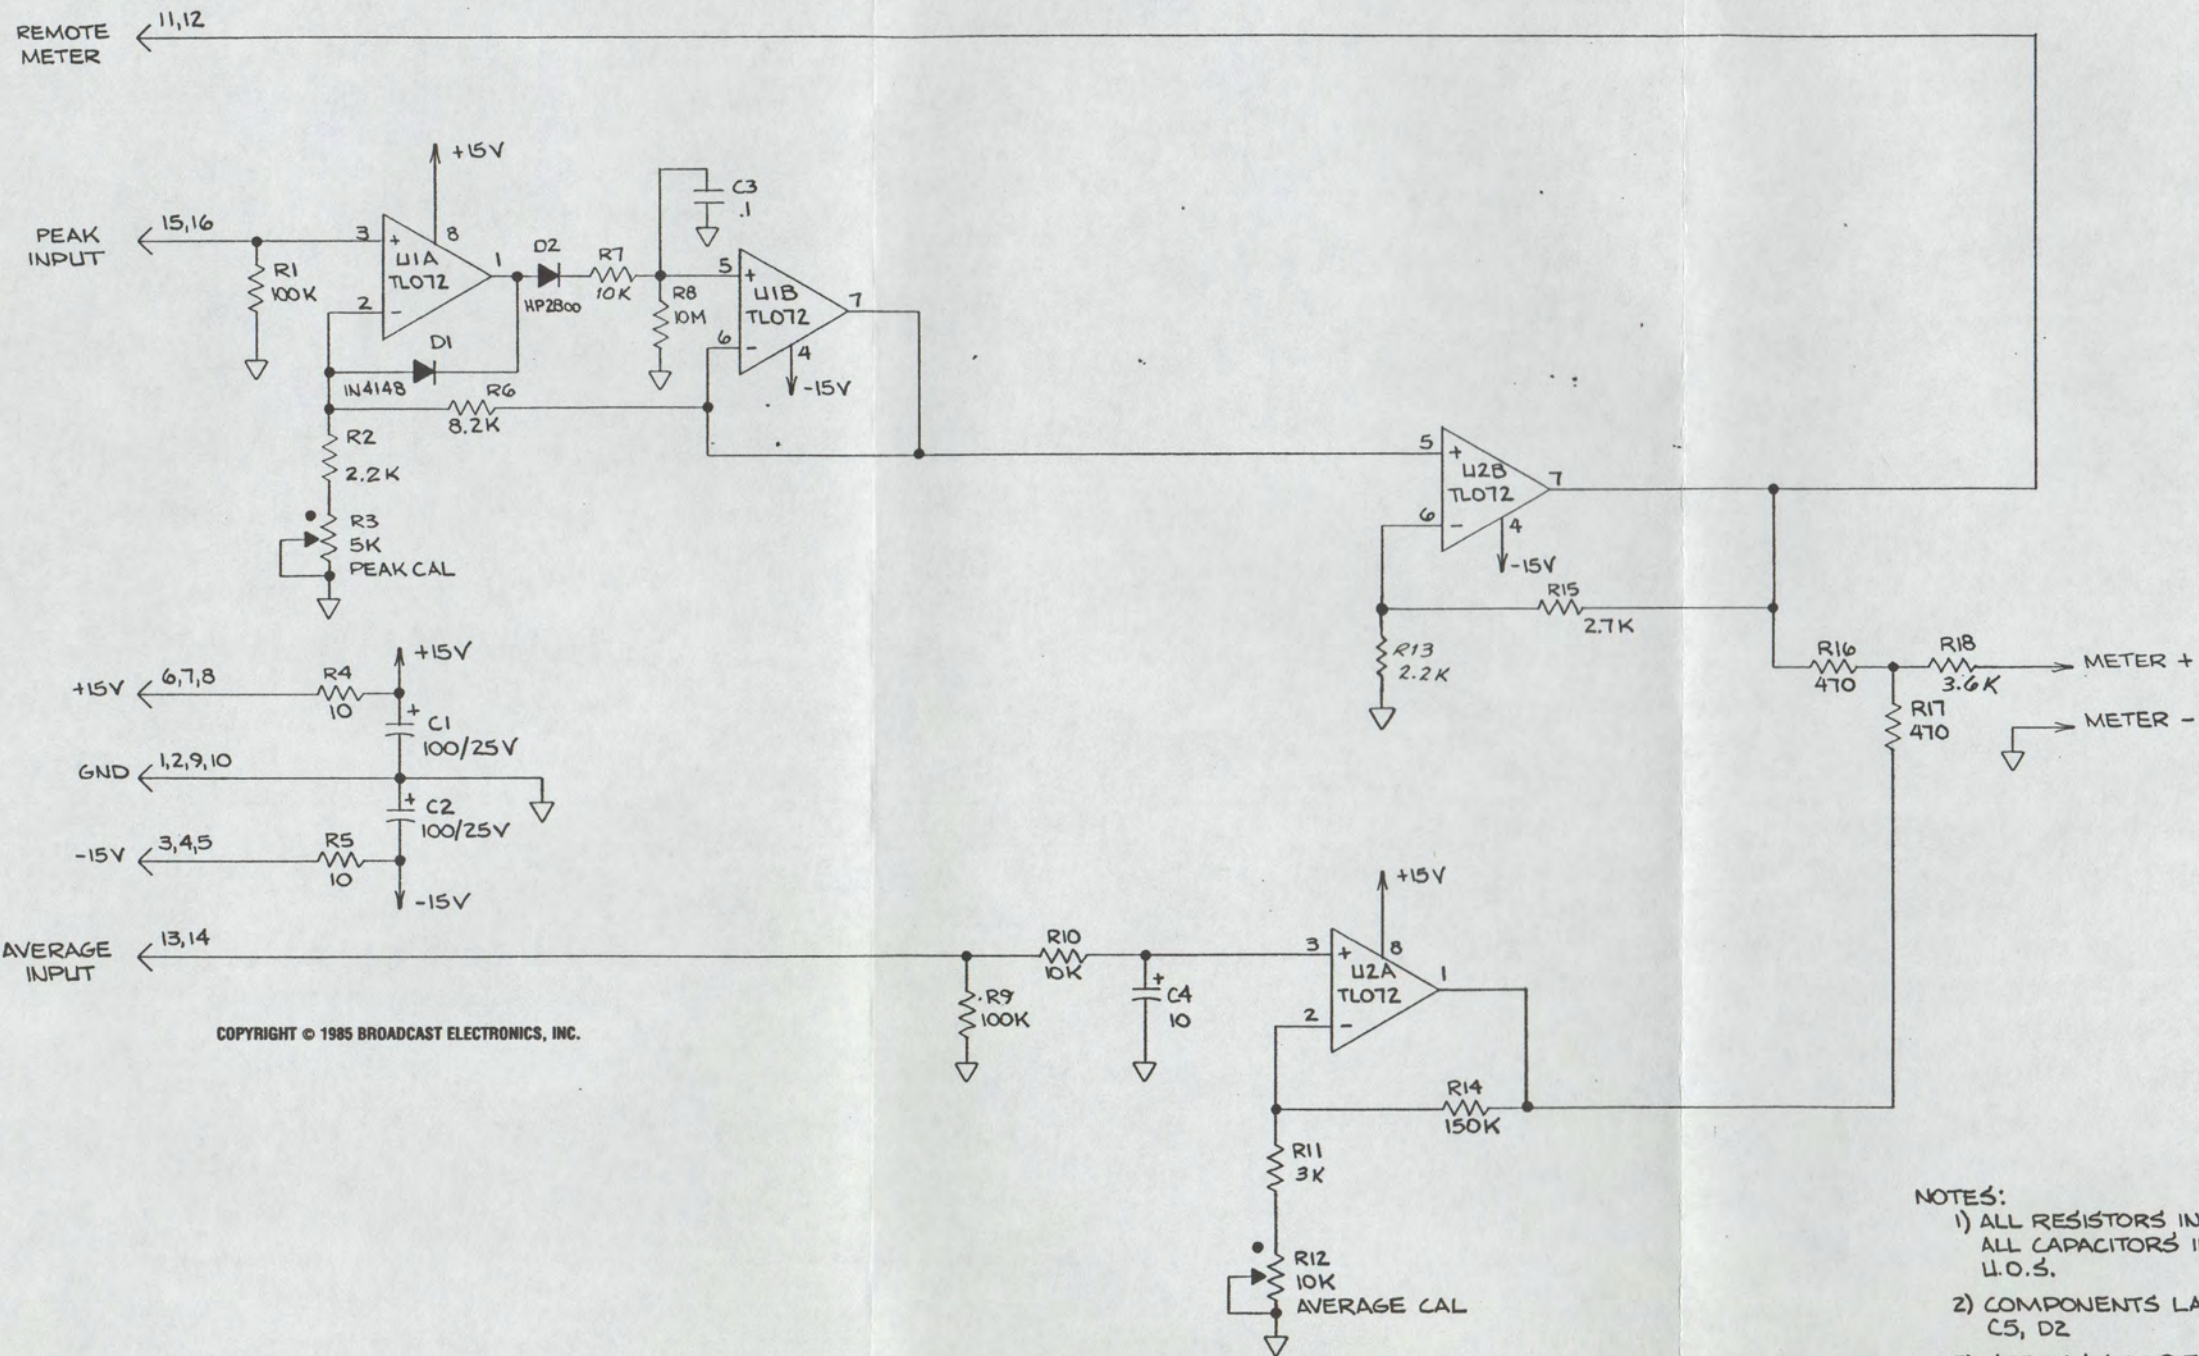 REMOTE
METER
11,12
+15V
PEAK
INPUT
15,16
R1
100K
3
+
U1A
TL072
8
1
2
-
D1
1N4148
D2
HP2800
R7
10K
C3
.1
R8
10M
5
+
U1B
TL072
7
6
-
4
-15V
R6
8.2K
R2
2.2K
R3
5K
PEAK CAL
5
+
U2B
TL072
7
6
-
4
-15V
R15
2.7K
R13
2.2K
R16
470
R18
3.6K
METER +
R17
470
METER -
+15V
+15V
6,7,8
R4
10
+
C1
100/25V
GND
1,2,9,10
+
C2
100/25V
-15V
3,4,5
R5
10
-15V
AVERAGE
INPUT
13,14
R9
100K
R10
10K
+
C4
10
+15V
3
+
8
U2A
TL072
1
2
-
R14
150K
R11
3K
R12
10K
AVERAGE CAL
COPYRIGHT © 1985 BROADCAST ELECTRONICS, INC.
NOTES:
1) ALL RESISTORS IN
ALL CAPACITORS
U.O.S.
2) COMPONENTS
C5, D2